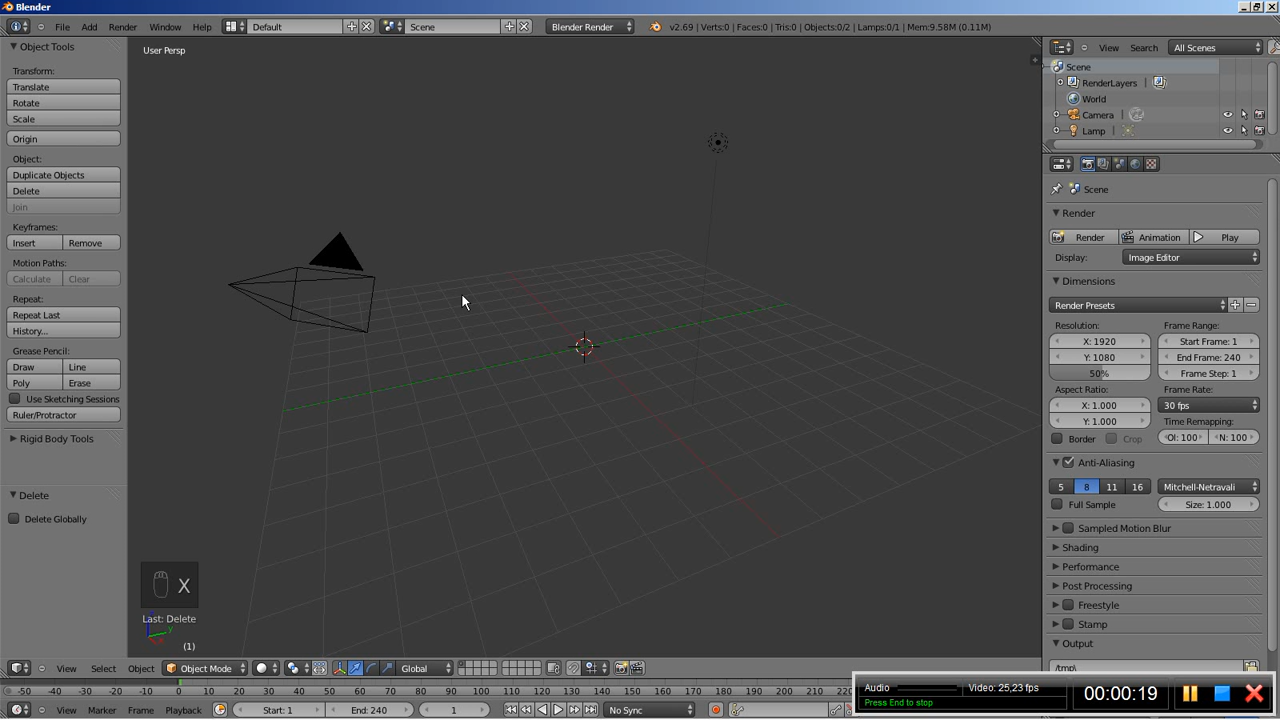 Blender
File Add Render Window Help Default Scene Blender Render v2.69 | Verts:0 | Faces:0 | Tris:0 | Objects:0/2 | Lamps:0/1 | Mem:9.58M (0.11M)
Object Tools
Transform:
Translate
Rotate
Scale
Origin
Object:
Duplicate Objects
Delete
Join
Keyframes:
Insert Remove
Motion Paths:
Calculate Clear
Repeat:
Repeat Last
History...
Grease Pencil:
Draw Line
Poly Erase
Use Sketching Sessions
Ruler/Protractor
Rigid Body Tools
Delete
Delete Globally
User Persp
X
Last: Delete
(1)
View Search All Scenes
Scene
RenderLayers
World
Camera
Lamp
Scene
Render
Render Animation Play
Display: Image Editor
Dimensions
Render Presets
Resolution: Frame Range:
X: 1920 Start Frame: 1
Y: 1080 End Frame: 240
50% Frame Step: 1
Aspect Ratio: Frame Rate:
X: 1.000 30 fps
Y: 1.000 Time Remapping:
Border Crop Ol: 100 N: 100
Anti-Aliasing
5 8 11 16 Mitchell-Netravali
Full Sample Size: 1.000
Sampled Motion Blur
Shading
Performance
Post Processing
Freestyle
Stamp
Output
/tmp\
View Select Object Object Mode Global
-50 -40 -30 -20 -10 0 10 20 30 40 50 60 70 80 90 100 110 120 130 140 150 160 170 180 190 200 210 220
View Marker Frame Playback Start: 1 End: 240 1 No Sync
Audio Video: 25,23 fps
Press End to stop
00:00:19